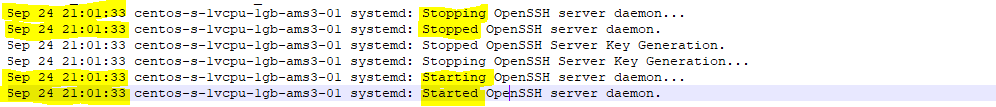 Sep 24 21:01:33 centos-s-1vcpu-1gb-ams3-01 systemd: Stopping OpenSSH server daemon...
Sep 24 21:01:33 centos-s-1vcpu-1gb-ams3-01 systemd: Stopped OpenSSH server daemon.
Sep 24 21:01:33 centos-s-1vcpu-1gb-ams3-01 systemd: Stopped OpenSSH Server Key Generation.
Sep 24 21:01:33 centos-s-1vcpu-1gb-ams3-01 systemd: Stopping OpenSSH Server Key Generation...
Sep 24 21:01:33 centos-s-1vcpu-1gb-ams3-01 systemd: Starting OpenSSH server daemon...
Sep 24 21:01:33 centos-s-1vcpu-1gb-ams3-01 systemd: Started OpenSSH server daemon.